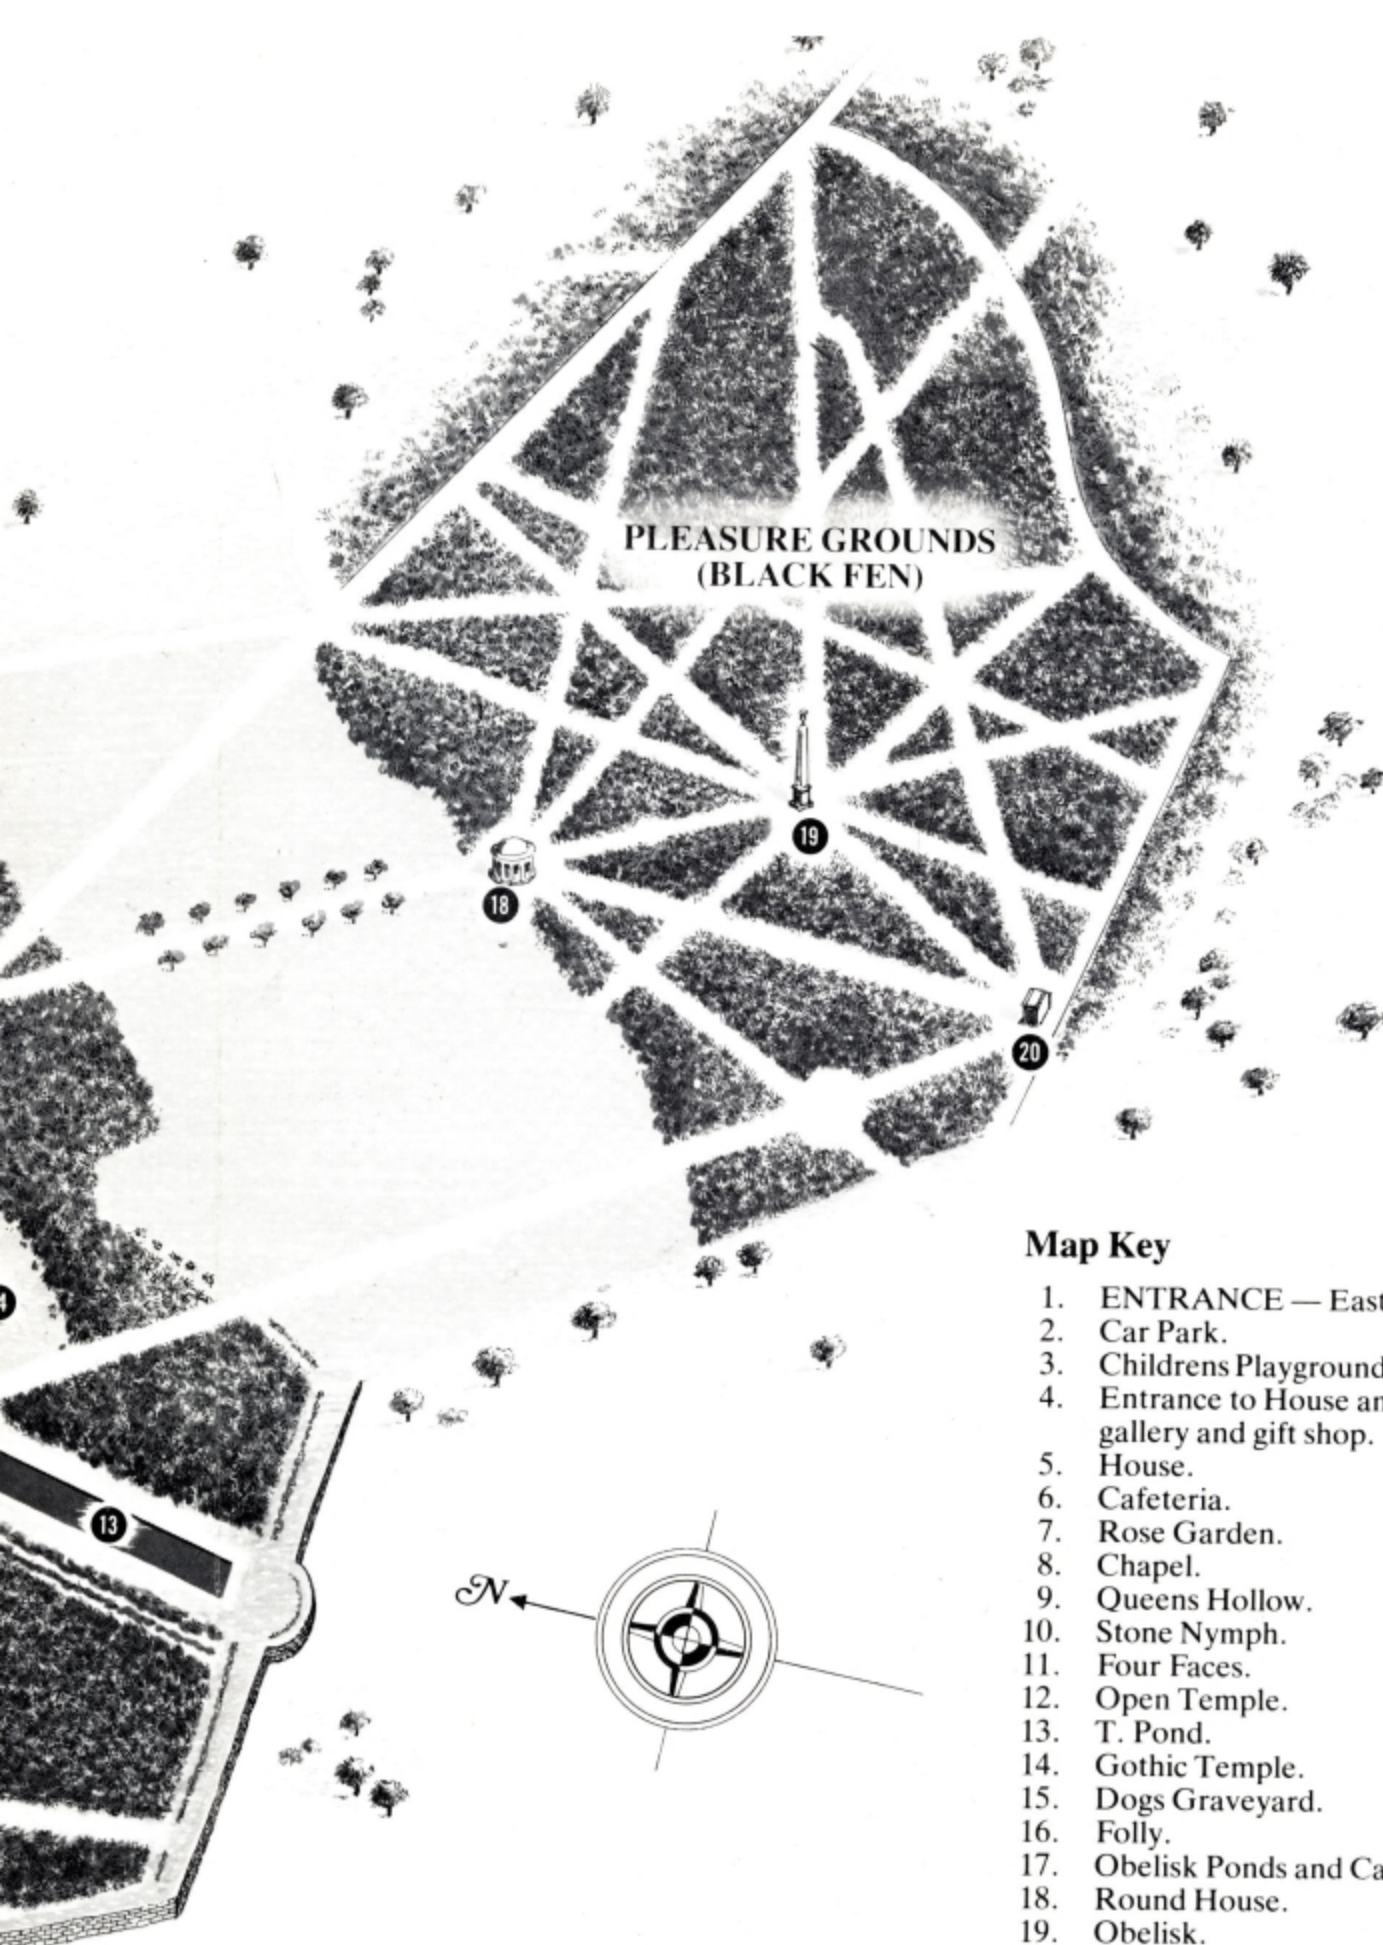 PLEASURE GROUNDS
(BLACK FEN)
19
18
20
4
13
N
Map Key
1. ENTRANCE — East
2. Car Park.
3. Childrens Playground
4. Entrance to House an
gallery and gift shop.
5. House.
6. Cafeteria.
7. Rose Garden.
8. Chapel.
9. Queens Hollow.
10. Stone Nymph.
11. Four Faces.
12. Open Temple.
13. T. Pond.
14. Gothic Temple.
15. Dogs Graveyard.
16. Folly.
17. Obelisk Ponds and Ca
18. Round House.
19. Obelisk.